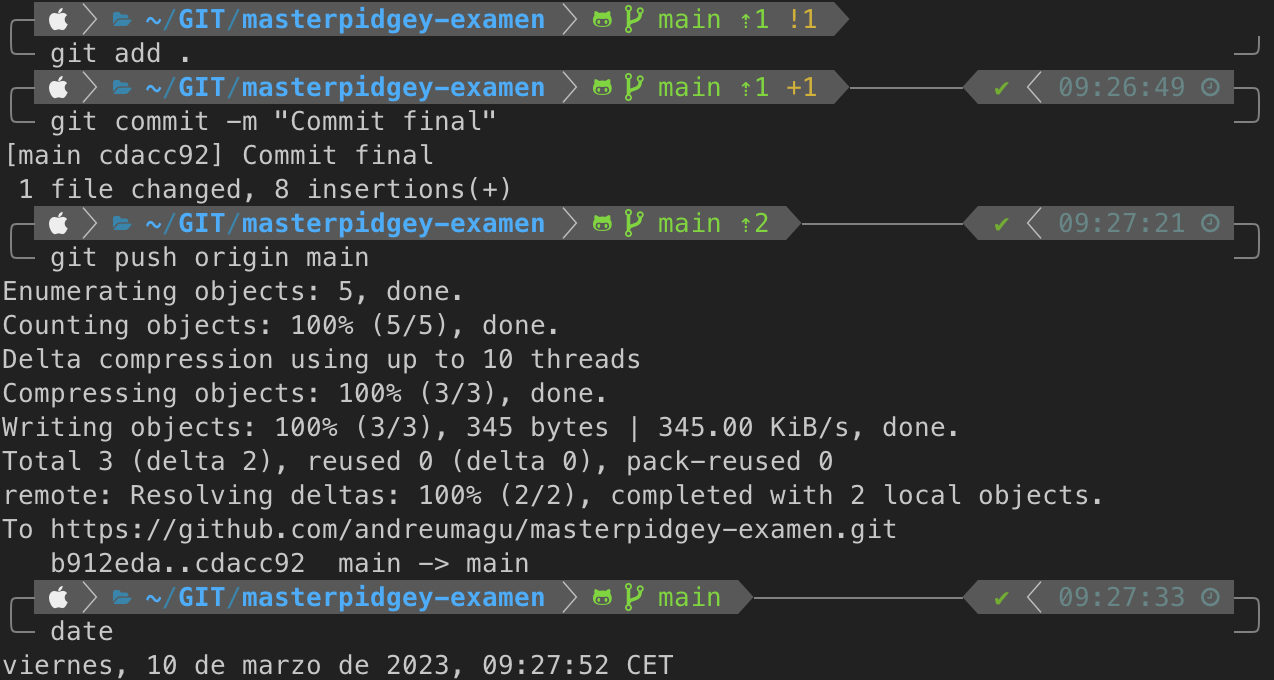 ~/GIT/masterpidgey-examen main ⇡1 !1
git add .
~/GIT/masterpidgey-examen main ⇡1 +1 ✔ 09:26:49
git commit -m "Commit final"
[main cdacc92] Commit final
1 file changed, 8 insertions(+)
~/GIT/masterpidgey-examen main ⇡2 ✔ 09:27:21
git push origin main
Enumerating objects: 5, done.
Counting objects: 100% (5/5), done.
Delta compression using up to 10 threads
Compressing objects: 100% (3/3), done.
Writing objects: 100% (3/3), 345 bytes | 345.00 KiB/s, done.
Total 3 (delta 2), reused 0 (delta 0), pack-reused 0
remote: Resolving deltas: 100% (2/2), completed with 2 local objects.
To https://github.com/andreumagu/masterpidgey-examen.git
b912eda..cdacc92  main -> main
~/GIT/masterpidgey-examen main ✔ 09:27:33
date
viernes, 10 de marzo de 2023, 09:27:52 CET